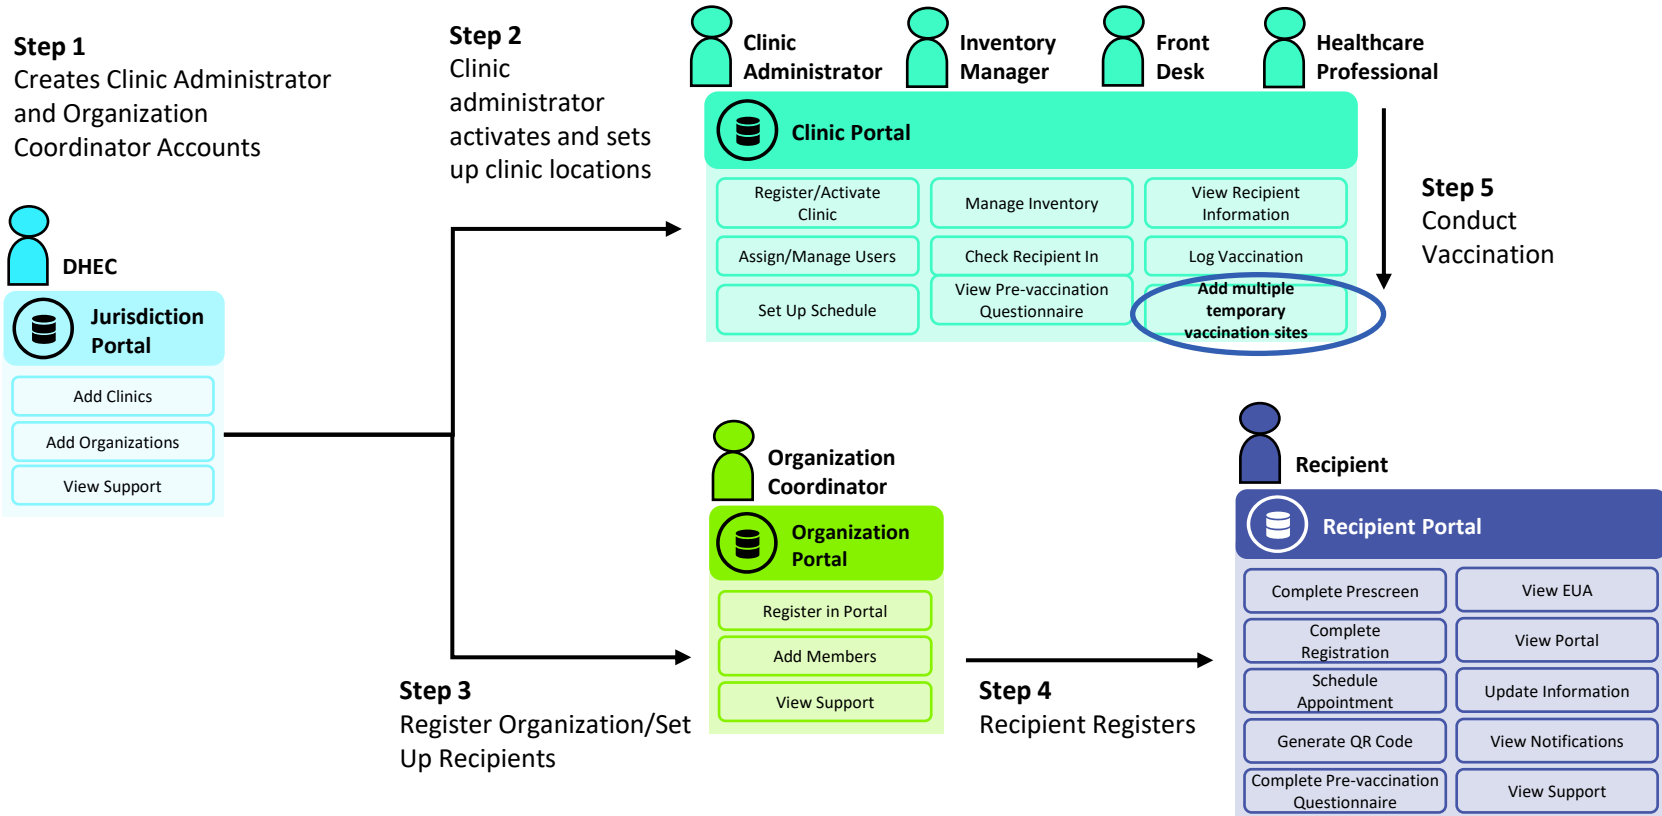 Step 1
Creates Clinic Administrator
and Organization
Coordinator Accounts
DHEC
Jurisdiction
Portal
Add Clinics
Add Organizations
View Support
Step 2
Clinic
administrator
activates and sets
up clinic locations
Clinic
Administrator
Inventory
Manager
Front
Desk
Healthcare
Professional
Clinic Portal
Register/Activate
Clinic
Manage Inventory
View Recipient
Information
Assign/Manage Users
Check Recipient In
Log Vaccination
Set Up Schedule
View Pre-vaccination
Questionnaire
Add multiple
temporary
vaccination sites
Step 5
Conduct
Vaccination
Step 3
Register Organization/Set
Up Recipients
Organization
Coordinator
Organization
Portal
Register in Portal
Add Members
View Support
Step 4
Recipient Registers
Recipient
Recipient Portal
Complete Prescreen
View EUA
Complete
Registration
View Portal
Schedule
Appointment
Update Information
Generate QR Code
View Notifications
Complete Pre-vaccination
Questionnaire
View Support